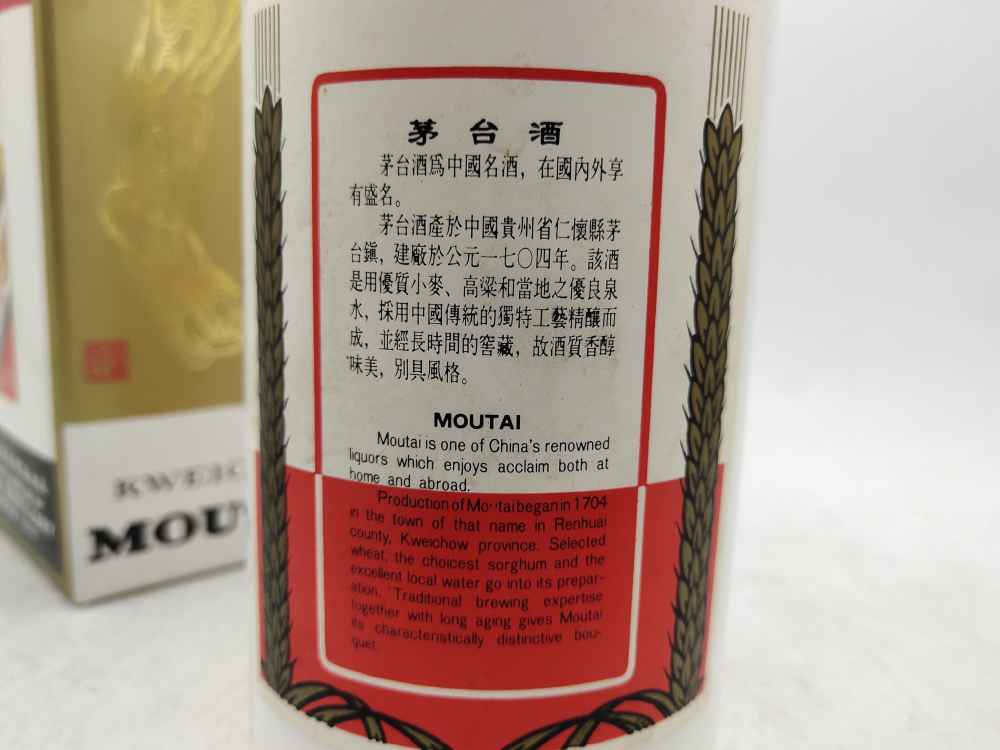 茅台酒
茅台酒爲中國名酒，在國內外享
有盛名。
茅台酒產於中國貴州省仁懷縣茅
台鎭，建廠於公元一七〇四年。該酒
是用優質小麥、高梁和當地之優良泉
水，採用中國傳統的獨特工藝精釀而
成，並經長時間的窖藏，故酒質香醇
味美，別具風格。
MOUTAI
Moutai is one of China's renowned
liquors which enjoys acclaim both at
home and abroad.
Production of Moutai began in 1704
in the town of that name in Renhuai
county, Kweichow province. Selected
wheat, the choicest sorghum and the
excellent local water go into its prepar-
ation. Traditional brewing expertise
together with long aging gives Moutai
its characteristically distinctive bou-
quet.
KWEIC
MOU